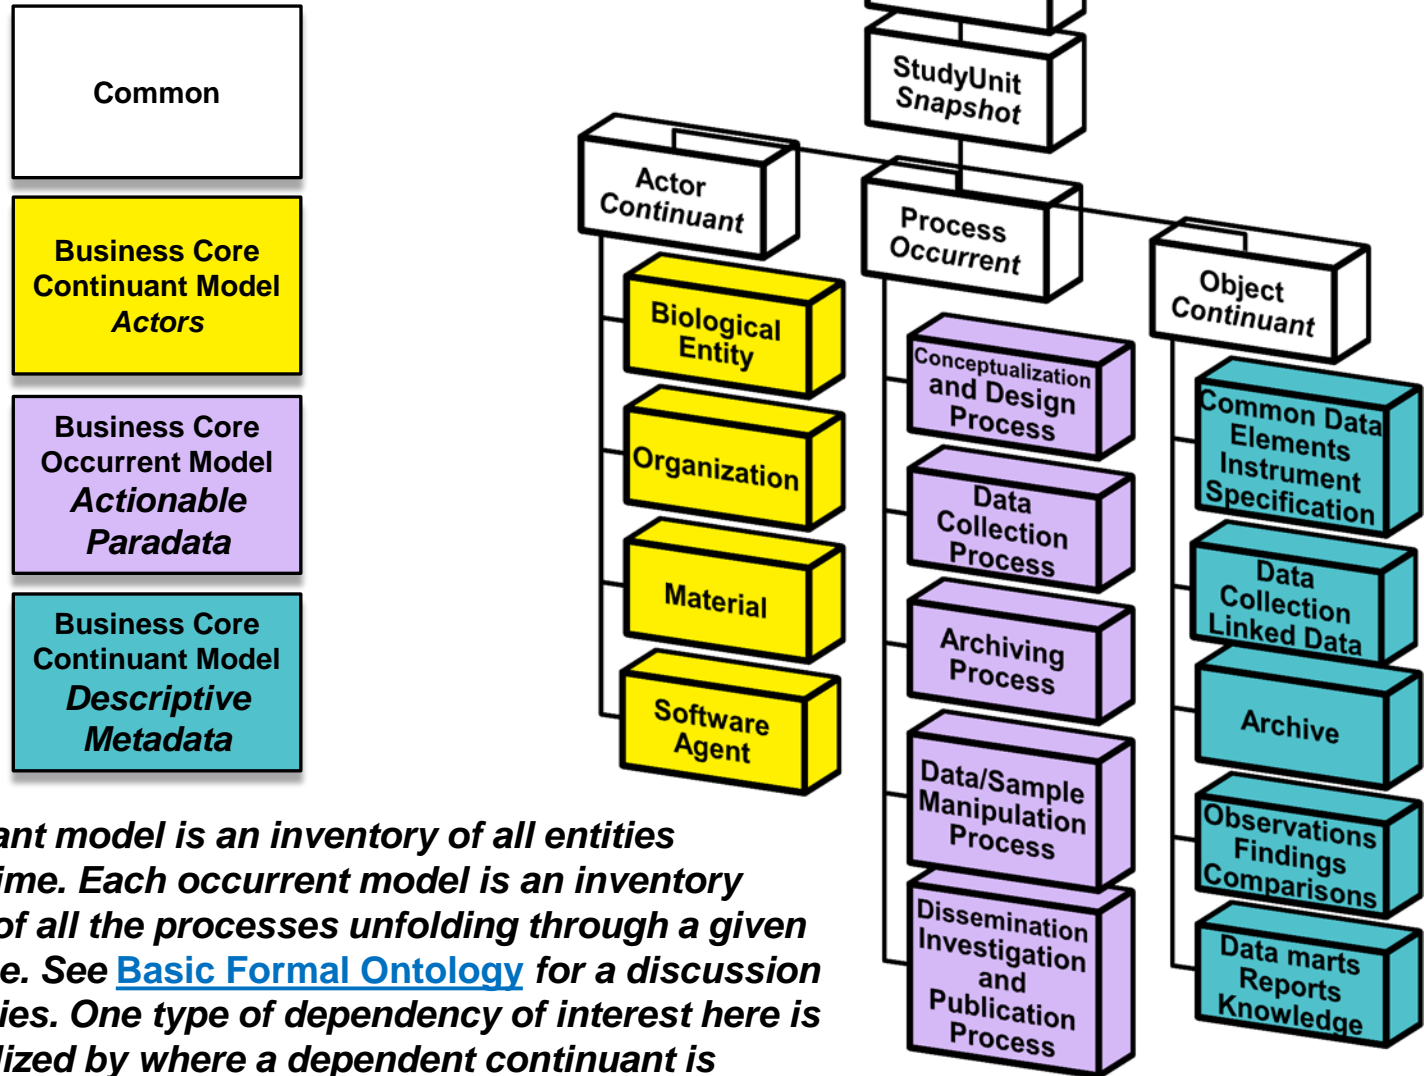 Common
Business Core
Continuant Model
Actors
Business Core
Occurrent Model
Actionable
Paradata
Business Core
Continuant Model
Descriptive
Metadata
StudyUnit
Snapshot
Actor
Continuant
Process
Occurrent
Object
Continuant
Biological
Entity
Organization
Material
Software
Agent
Conceptualization
and Design
Process
Data
Collection
Process
Archiving
Process
Data/Sample
Manipulation
Process
Dissemination
Investigation
and
Publication
Process
Common Data
Elements
Instrument
Specification
Data
Collection
Linked Data
Archive
Observations
Findings
Comparisons
Data marts
Reports
Knowledge
ant model is an inventory of all entities
ime. Each occurrent model is an inventory
of all the processes unfolding through a given
e. See Basic Formal Ontology for a discussion
ies. One type of dependency of interest here is
lized by where a dependent continuant is